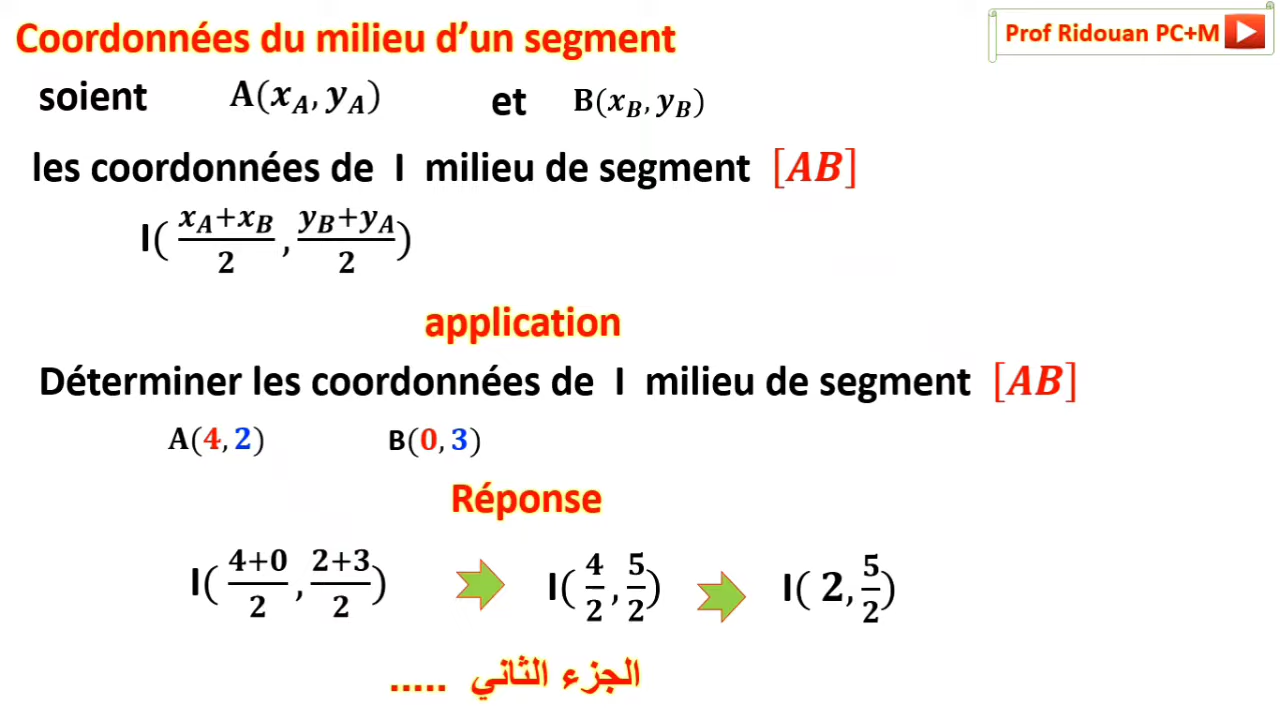 Coordonnées du milieu d’un segment
Prof Ridouan PC+M
soient A(x_A, y_A) et B(x_B, y_B)
les coordonnées de I milieu de segment [AB]
I( (x_A+x_B)/2 , (y_B+y_A)/2 )
application
Déterminer les coordonnées de I milieu de segment [AB]
A(4, 2) B(0, 3)
Réponse
I( (4+0)/2 , (2+3)/2 ) I( 4/2 , 5/2 ) I( 2, 5/2 )
الجزء الثاني .....